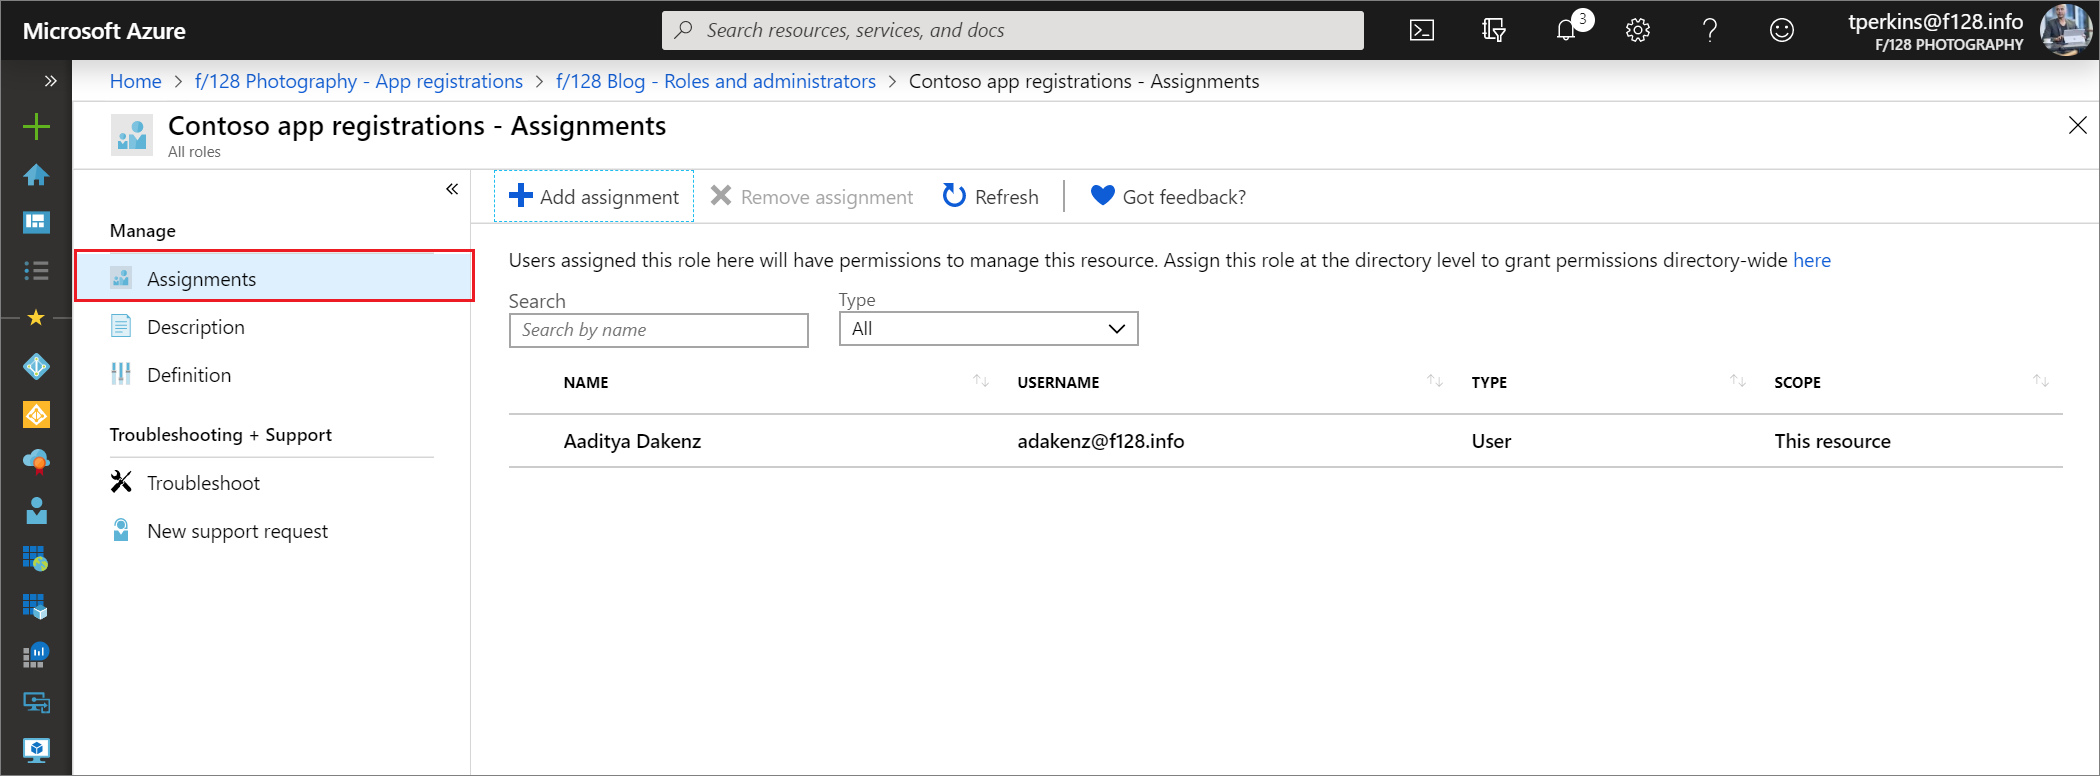 Microsoft Azure
Search resources, services, and docs
3
tperkins@f128.info
F/128 PHOTOGRAPHY
Home > f/128 Photography - App registrations > f/128 Blog - Roles and administrators > Contoso app registrations - Assignments
Contoso app registrations - Assignments
All roles
Manage
Assignments
Description
Definition
Troubleshooting + Support
Troubleshoot
New support request
Add assignment Remove assignment Refresh Got feedback?
Users assigned this role here will have permissions to manage this resource. Assign this role at the directory level to grant permissions directory-wide here
Search Type
Search by name All
NAME USERNAME TYPE SCOPE
Aaditya Dakenz adakenz@f128.info User This resource